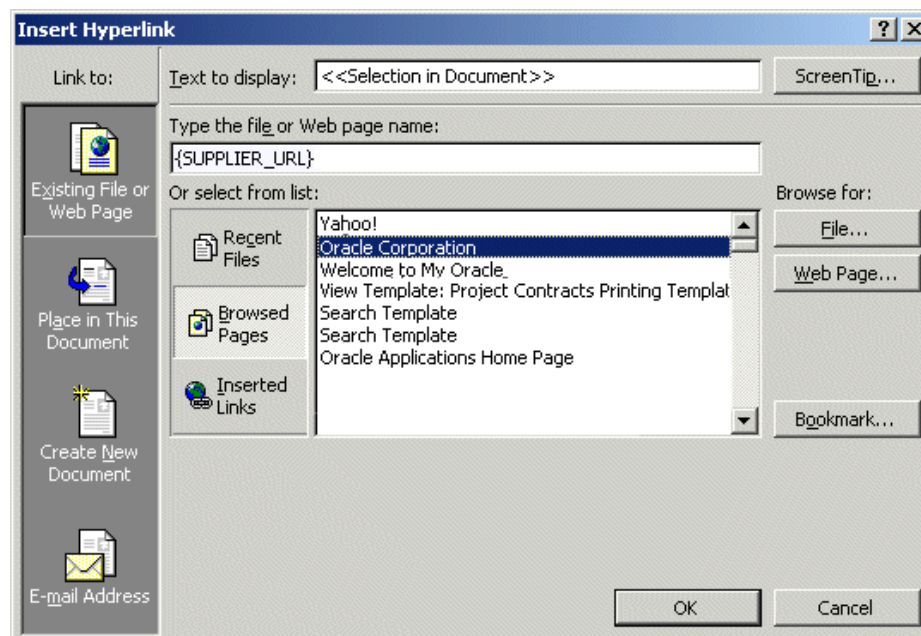 Insert Hyperlink
Link to:
Text to display:
<<Selection in Document>>
ScreenTip...
Type the file or Web page name:
{SUPPLIER_URL}
Existing File or
Web Page
Or select from list:
Browse for:
Recent
Files
Browsed
Pages
Inserted
Links
Yahoo!
Oracle Corporation
Welcome to My Oracle
View Template: Project Contracts Printing Templat
Search Template
Search Template
Oracle Applications Home Page
File...
Web Page...
Bookmark...
Place in This
Document
Create New
Document
E-mail Address
OK
Cancel